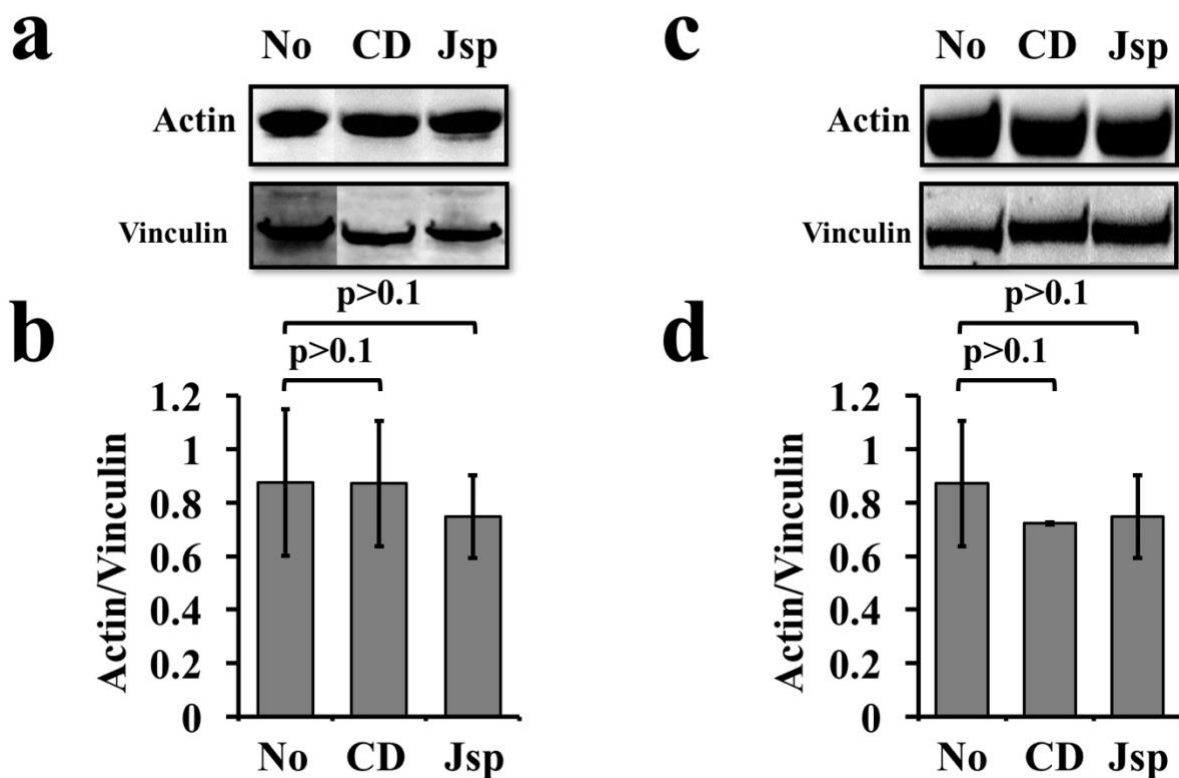 a
No CD Jsp
Actin
Vinculin
b
p>0.1
p>0.1
1.2
1
0.8
0.6
0.4
0.2
0
Actin/Vinculin
No CD Jsp
c
No CD Jsp
Actin
Vinculin
d
p>0.1
p>0.1
1.2
1
0.8
0.6
0.4
0.2
0
Actin/Vinculin
No CD Jsp